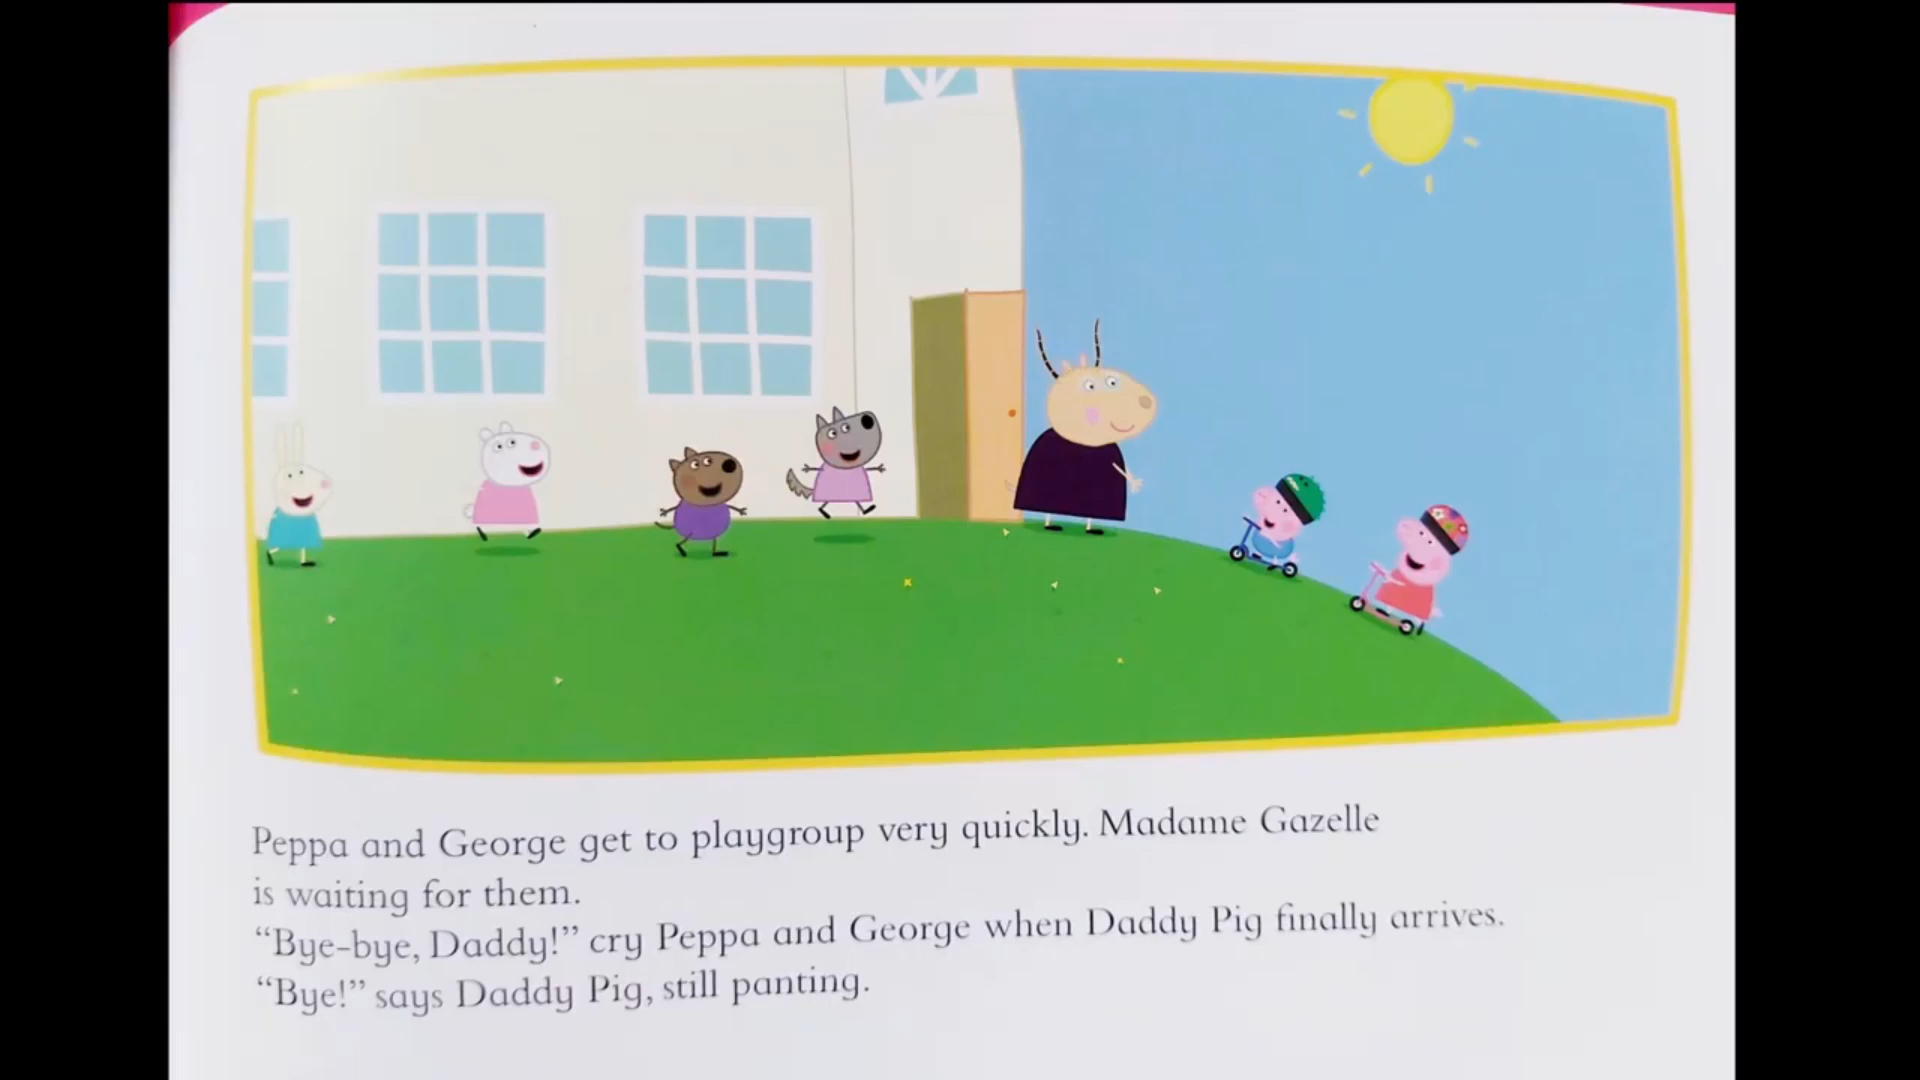 Peppa and George get to playgroup very quickly. Madame Gazelle
is waiting for them.
“Bye-bye, Daddy!” cry Peppa and George when Daddy Pig finally arrives.
“Bye!” says Daddy Pig, still panting.